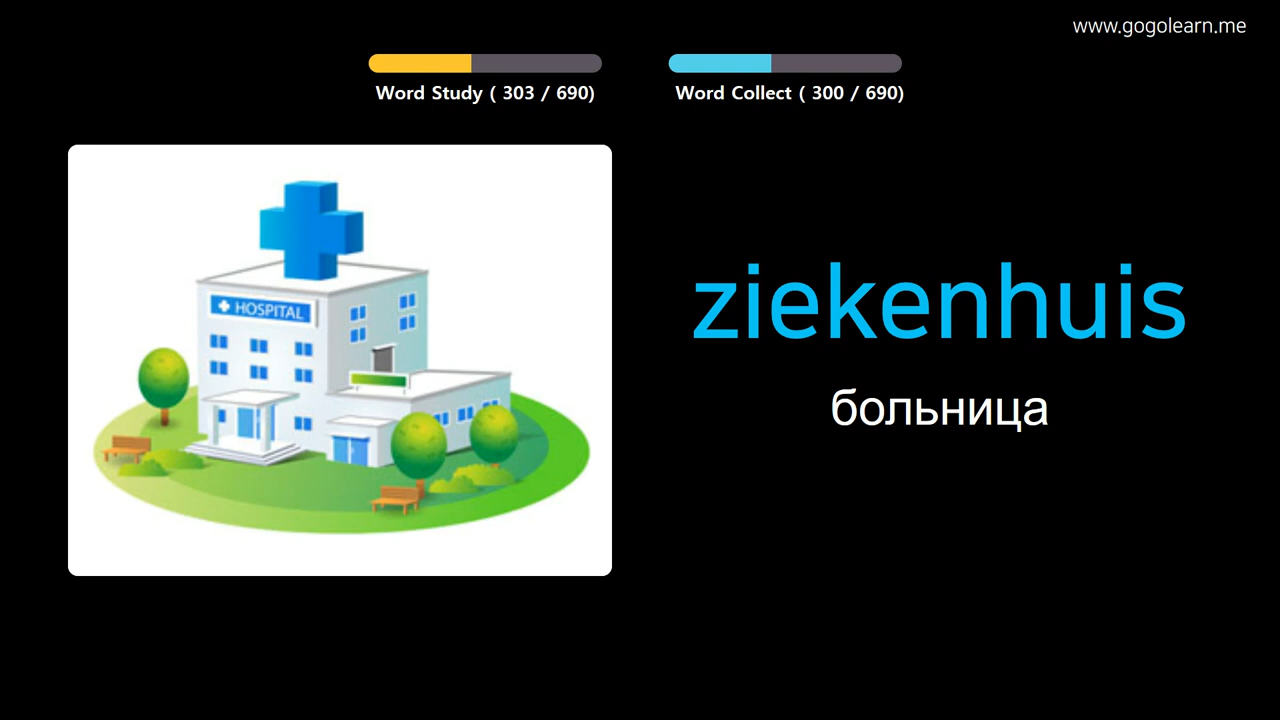 www.gogolearn.me
Word Study ( 303 / 690)
Word Collect ( 300 / 690)
HOSPITAL
ziekenhuis
больница